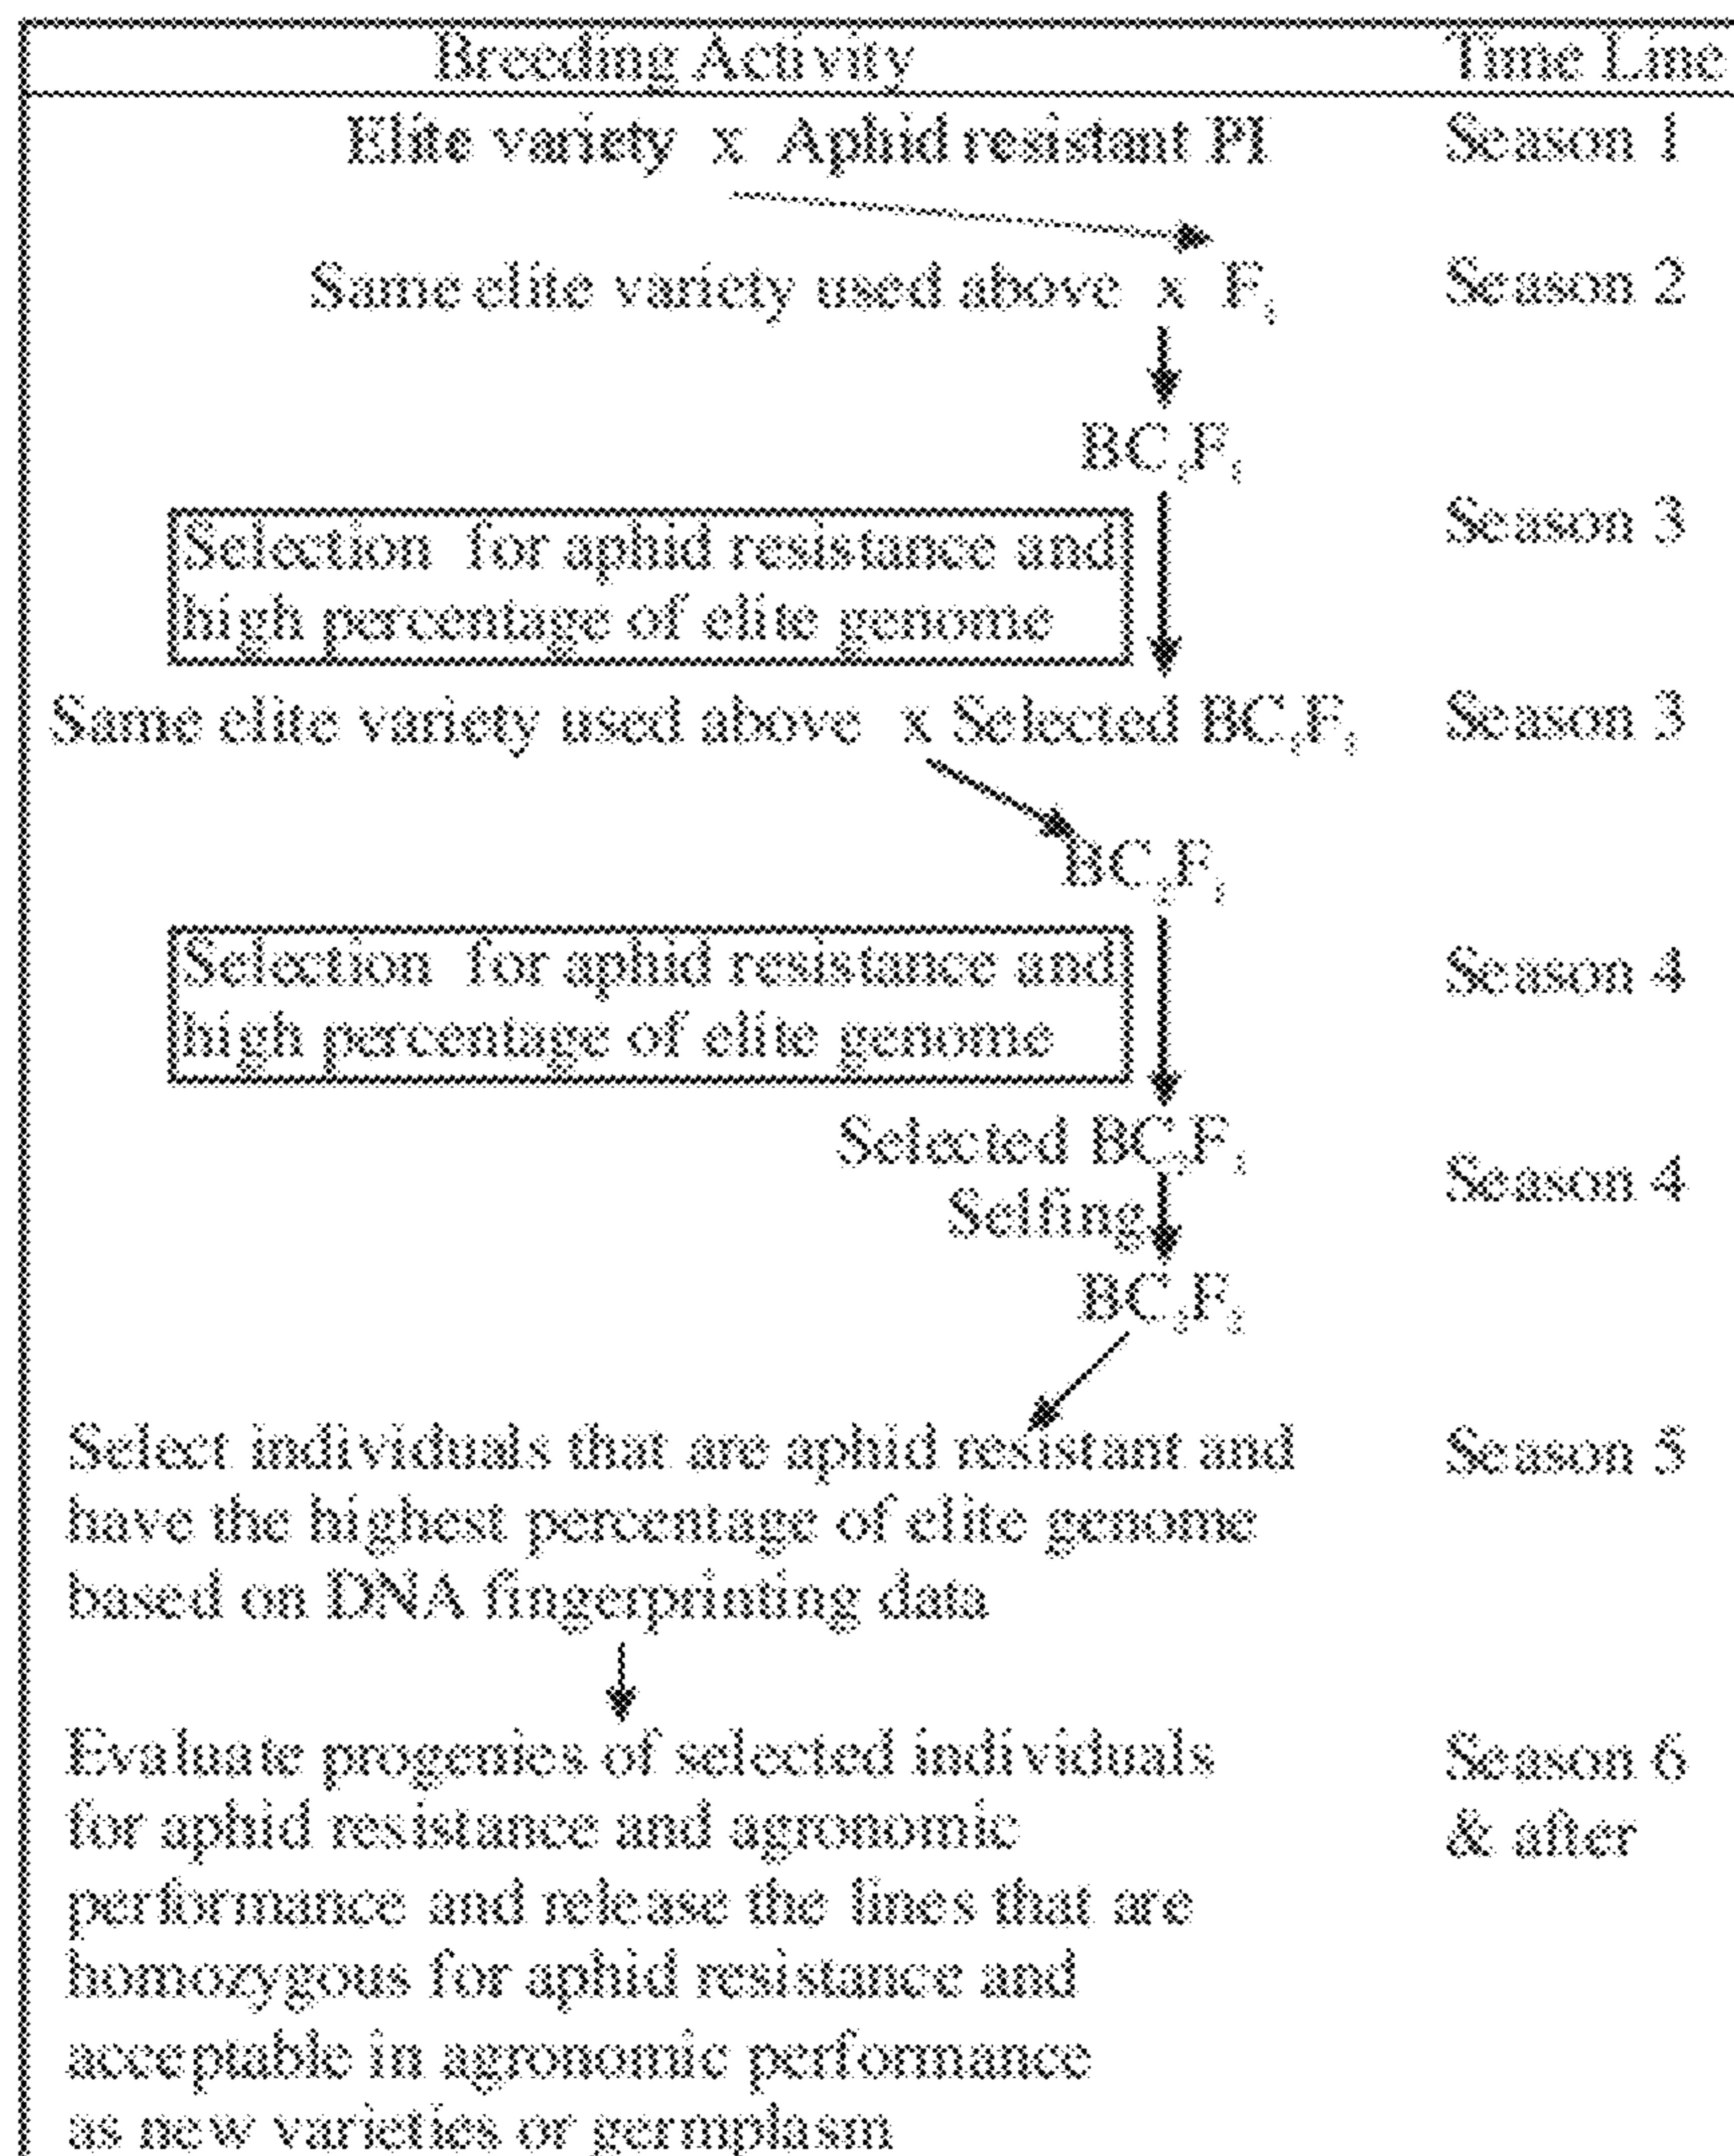 Breeding Activity Time Line
Elite variety x Aphid resistant PI Season 1
Same elite variety used above x F₁ Season 2
BC₁F₁
Season 3
Selection for aphid resistance and
high percentage of elite genome
Same elite variety used above x Selected BC₁F₁ Season 3
BC₂F₁
Selection for aphid resistance and
Season 4
high percentage of elite genome
Selected BC₂F₁
Season 4
Selfing
BC₂F₂
Select individuals that are aphid resistant and Season 5
have the highest percentage of elite genome
based on DNA fingerprinting data
Evaluate progenies of selected individuals Season 6
for aphid resistance and agronomic & after
performance and release the lines that are
homozygous for aphid resistance and
acceptable in agronomic performance
as new varieties or germplasm